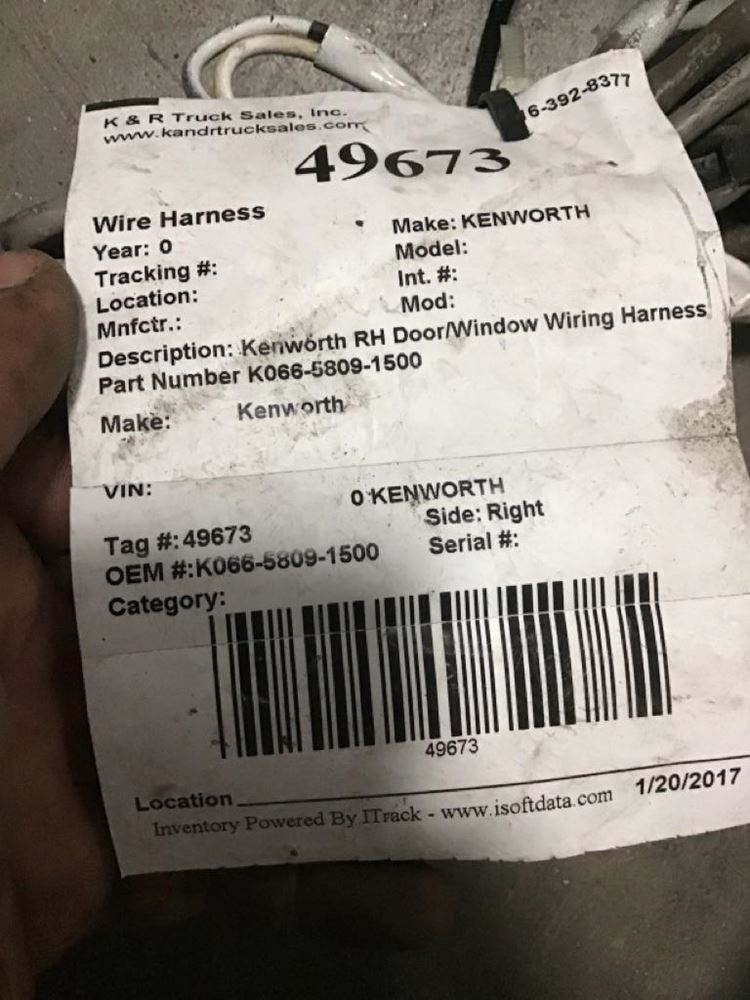 K & R Truck Sales, Inc.
www.kandrtrucksales.com
6-392-8377
49673
Wire Harness
Year: 0
Tracking #:
Location:
Mnfctr.:
Make: KENWORTH
Model:
Int. #:
Mod:
Description: Kenworth RH Door/Window Wiring Harness
Part Number K066-5809-1500
Make: Kenworth
VIN:
0 KENWORTH
Tag #: 49673
Side: Right
OEM #:K066-5809-1500
Serial #:
Category:
49673
Location
1/20/2017
Inventory Powered By ITrack - www.isoftdata.com